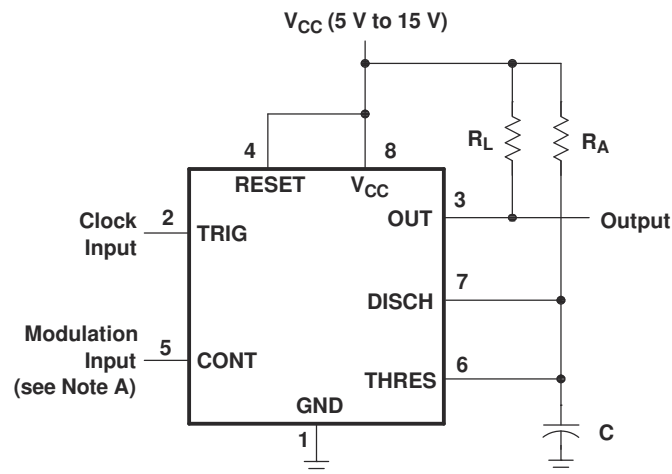 VCC (5 V to 15 V)
RL
RA
4
8
RESET
VCC
3
Clock
Input
2
TRIG
OUT
Output
7
DISCH
Modulation
Input
(see Note A)
5
CONT
6
THRES
GND
1
C